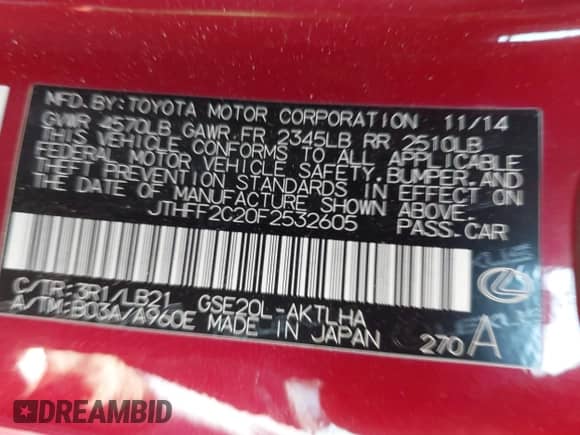 MFD.BY:TOYOTA MOTOR CORPORATION 11/14
GVWR 4570LB GAWR FR 2345LB RR 2510LB
THIS VEHICLE CONFORMS TO ALL APPLICABLE
FEDERAL MOTOR VEHICLE SAFETY,BUMPER,AND
THEFT PREVENTION STANDARDS IN EFFECT ON
THE DATE OF MANUFACTURE SHOWN ABOVE.
JTHFF2C20F2532605 PASS.CAR
C/TR:3R1/LB21 GSE20L-AKTLHA
A/TM:B03A/A960E MADE IN JAPAN 270A
DREAMBID